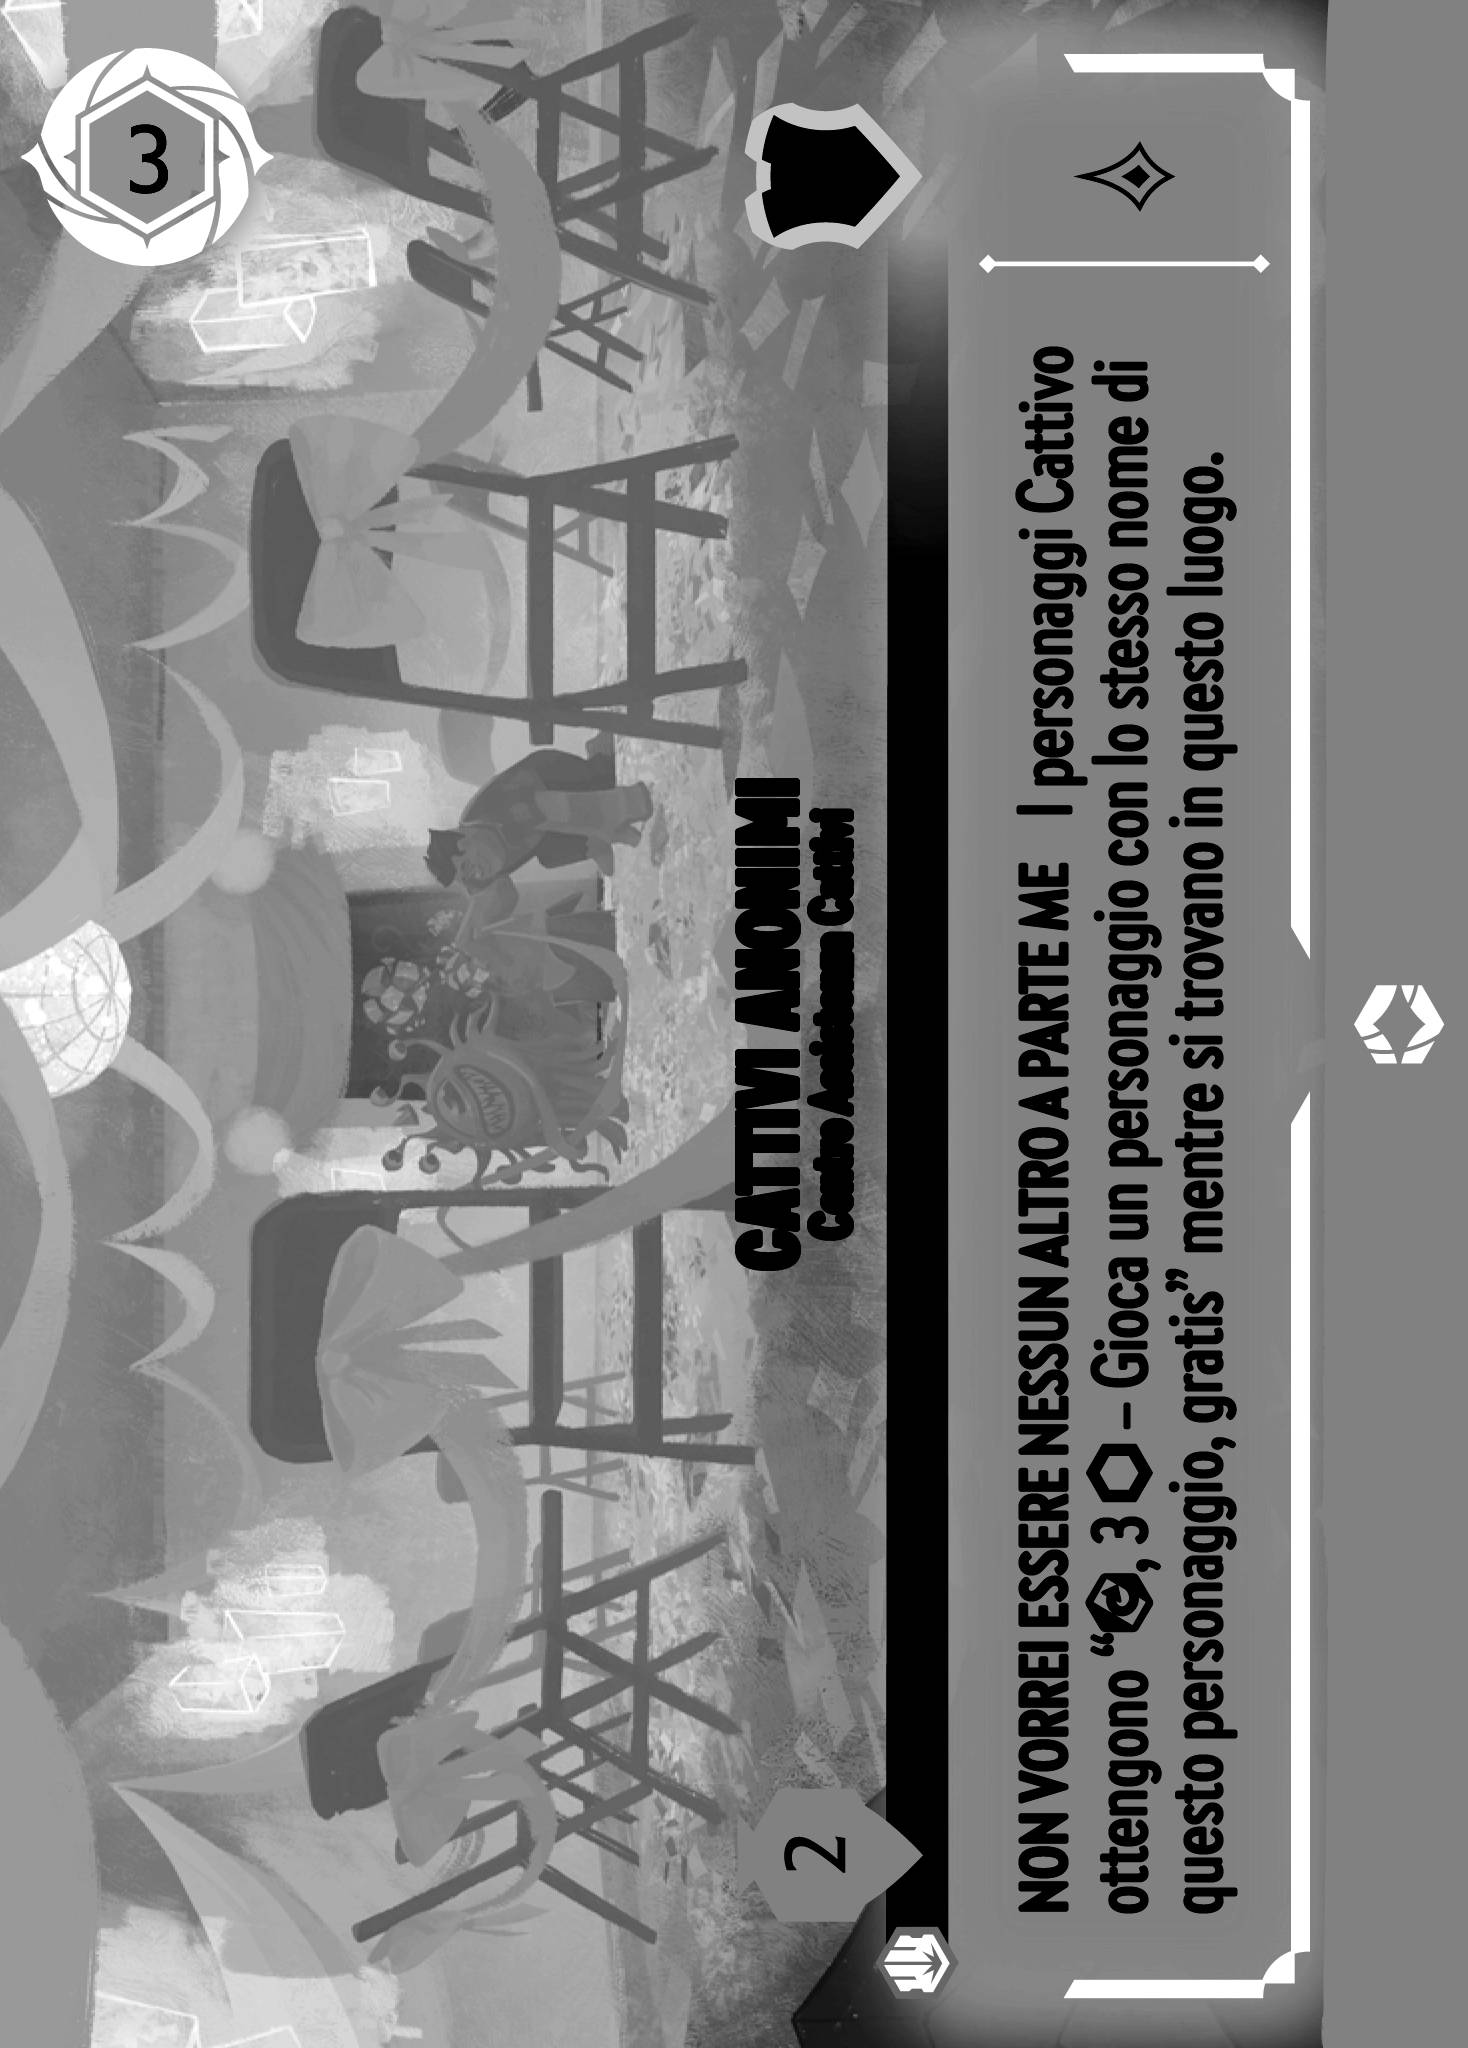 3
CATTIVI ANONIMI
Centro Assistenza Cattivi
2
NON VORREI ESSERE NESSUN ALTRO A PARTE ME I personaggi Cattivo
ottengono “, 3 – Gioca un personaggio con lo stesso nome di
questo personaggio, gratis” mentre si trovano in questo luogo.